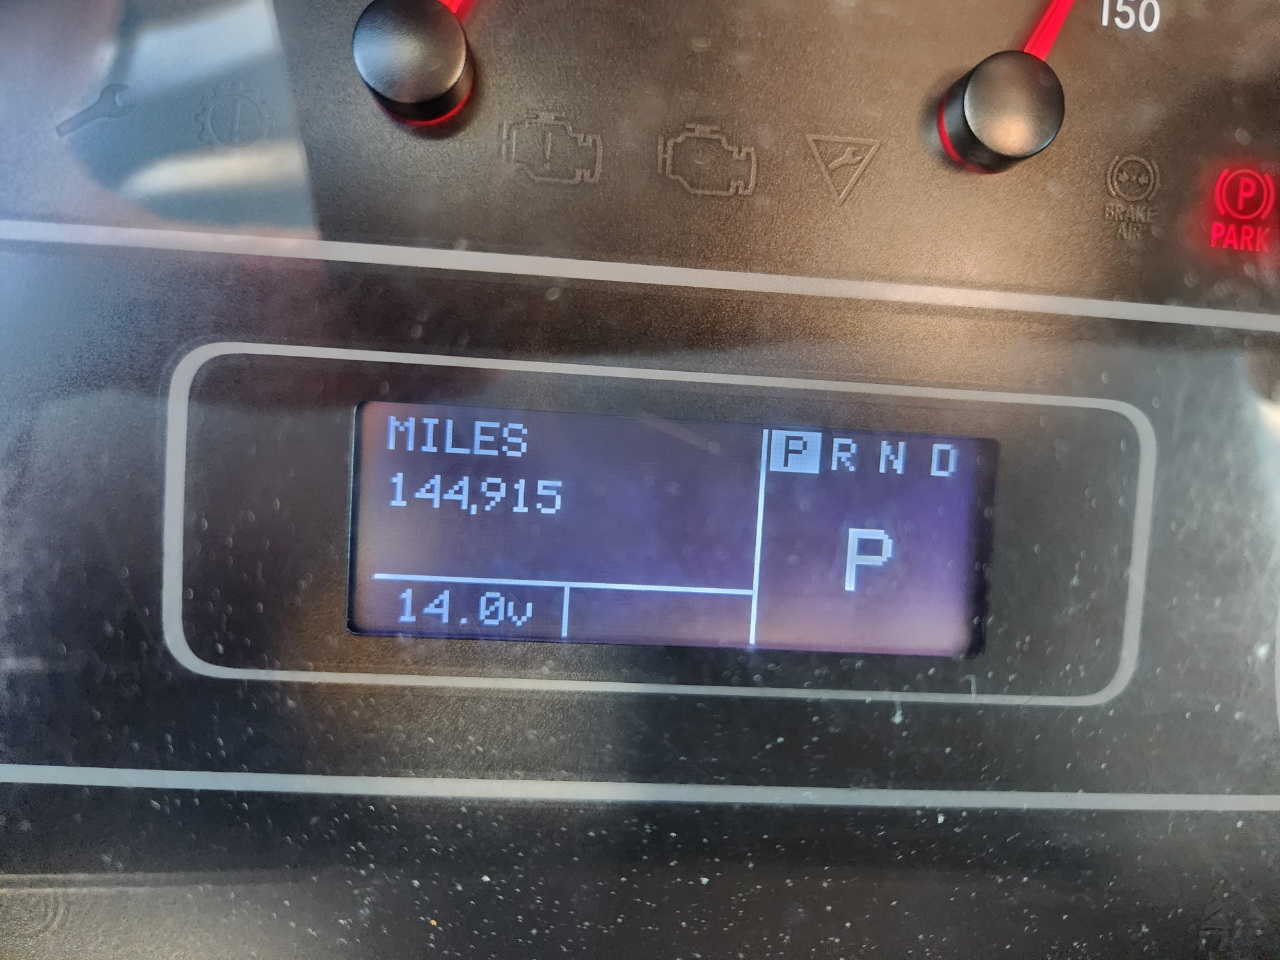 150
P
PARK
BRAKE
AIR
MILES
144,915
14.0v
P R N D
P